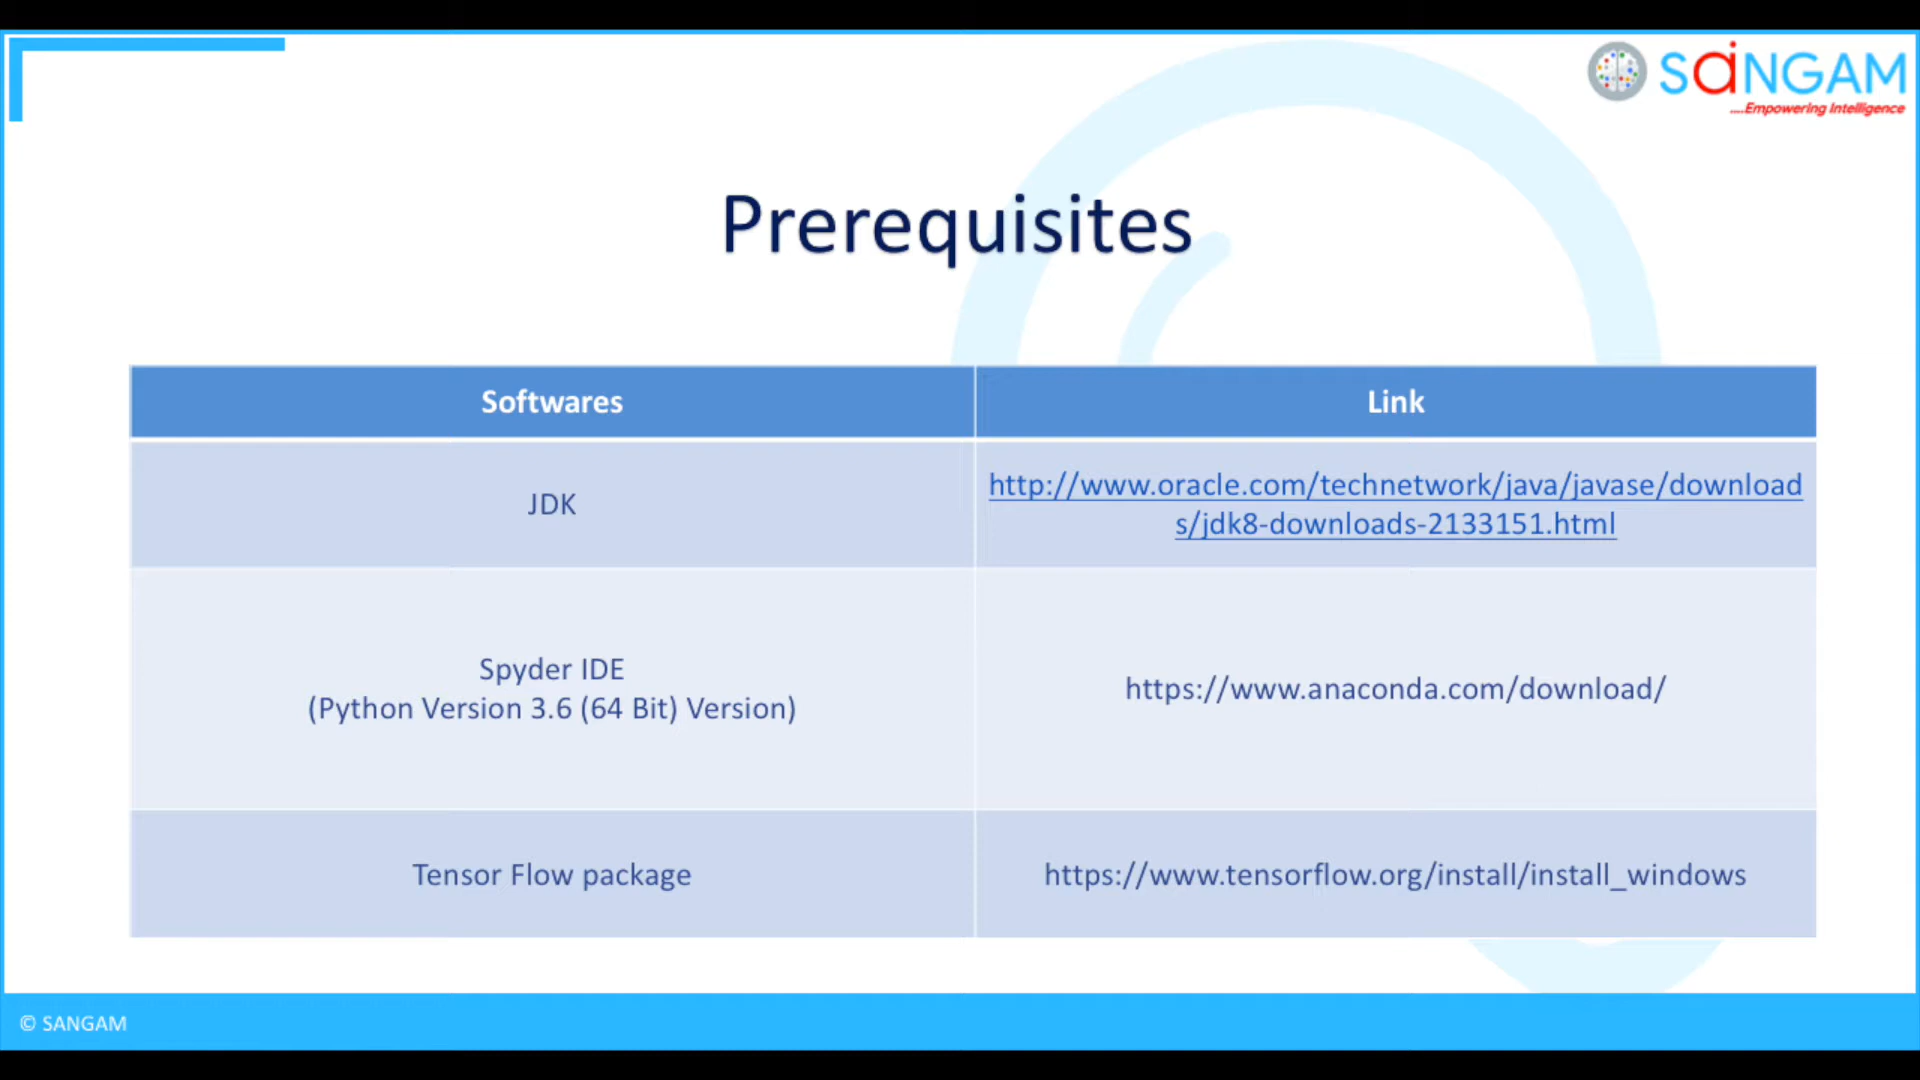 SaiNGAM
....Empowering Intelligence
Prerequisites
Softwares
Link
JDK
http://www.oracle.com/technetwork/java/javase/download
s/jdk8-downloads-2133151.html
Spyder IDE
(Python Version 3.6 (64 Bit) Version)
https://www.anaconda.com/download/
Tensor Flow package
https://www.tensorflow.org/install/install_windows
© SANGAM